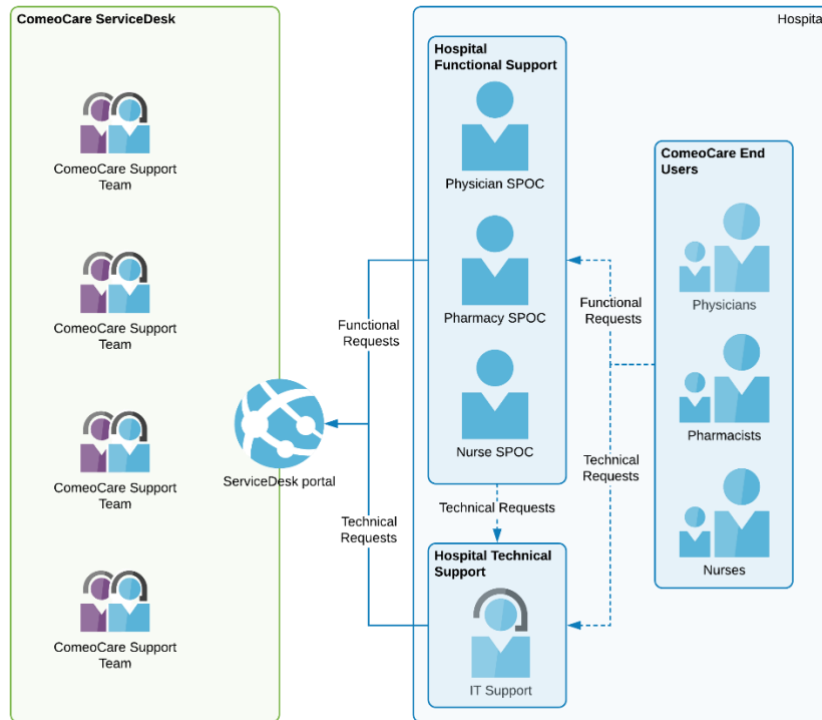 ComeoCare ServiceDesk
ComeoCare Support
Team
ComeoCare Support
Team
ComeoCare Support
Team
ComeoCare Support
Team
ServiceDesk portal
Functional
Requests
Technical
Requests
Hospita
Hospital
Functional Support
Physician SPOC
Pharmacy SPOC
Nurse SPOC
Technical Requests
Hospital Technical
Support
IT Support
Functional
Requests
Technical
Requests
ComeoCare End
Users
Physicians
Pharmacists
Nurses